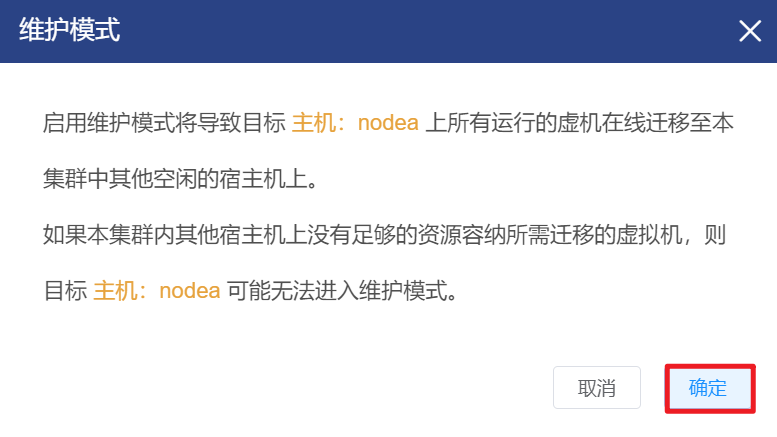 维护模式
启用维护模式将导致目标 主机：nodea 上所有运行的虚机在线迁移至本
集群中其他空闲的宿主机上。
如果本集群内其他宿主机上没有足够的资源容纳所需迁移的虚拟机，则
目标 主机：nodea 可能无法进入维护模式。
取消 确定